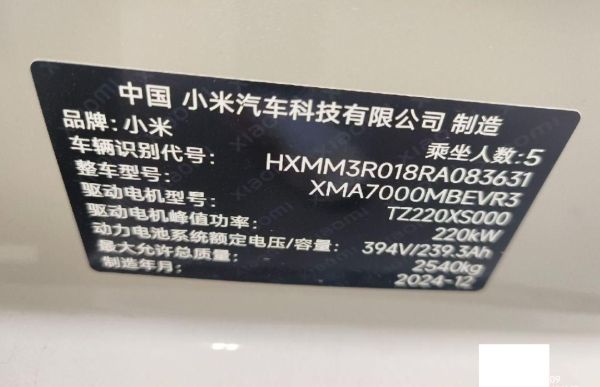 中国 小米汽车科技有限公司 制造
品牌: 小米 乘坐人数: 5
车辆识别代号: HXMM3R018RA083631
整车型号: XMA7000MBEVR3
驱动电机型号: TZ220XS000
驱动电机峰值功率: 220kW
动力电池系统额定电压/容量: 394V/239.3Ah
最大允许总质量: 2540kg
制造年月: 2024-12
09